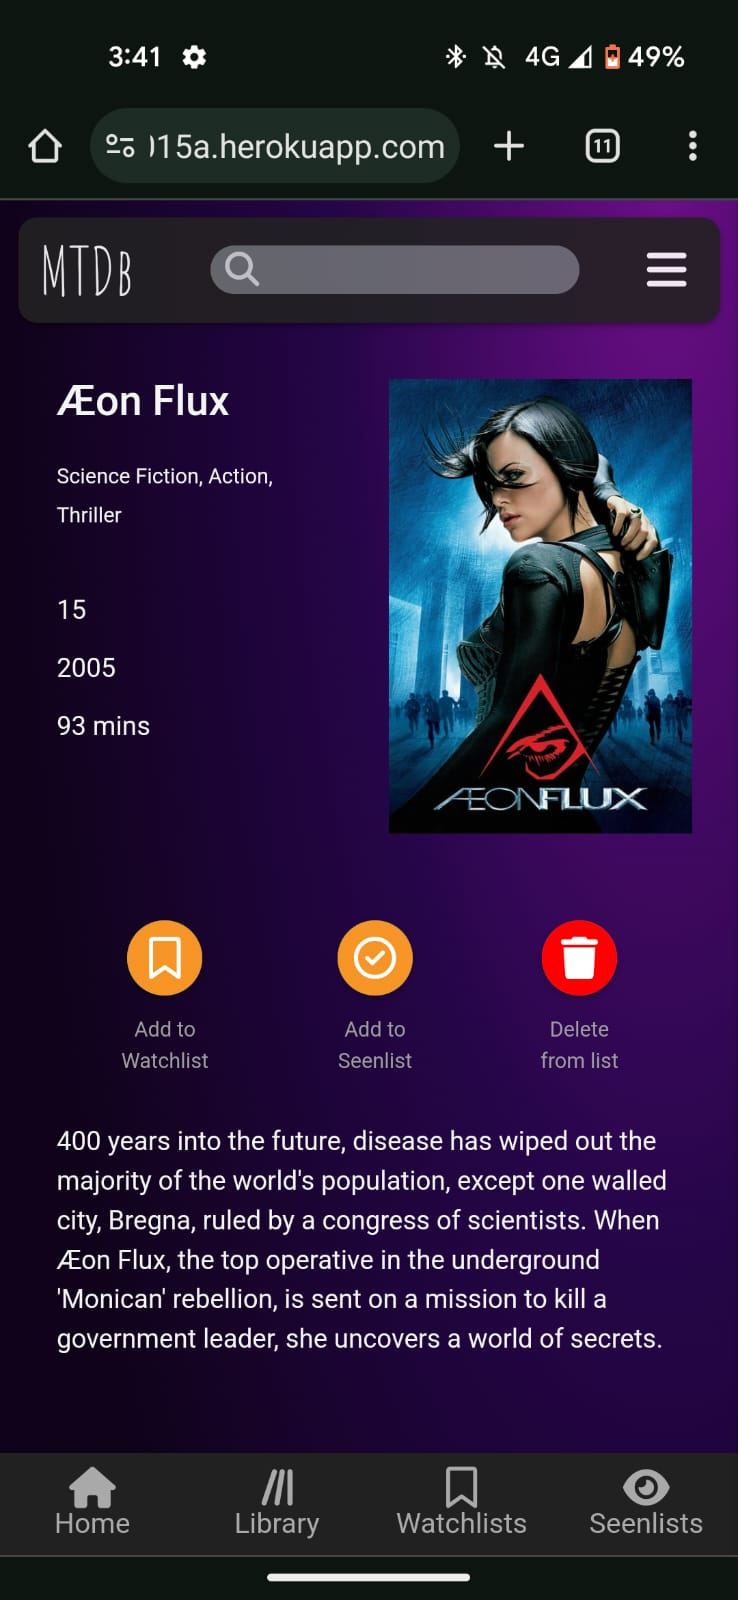 3:41
4G
49%
)15a.herokuapp.com
11
MTDB
Æon Flux
Science Fiction, Action,
Thriller
15
2005
93 mins
ÆONFLUX
Add to
Watchlist
Add to
Seenlist
Delete
from list
400 years into the future, disease has wiped out the
majority of the world's population, except one walled
city, Bregna, ruled by a congress of scientists. When
Æon Flux, the top operative in the underground
'Monican' rebellion, is sent on a mission to kill a
government leader, she uncovers a world of secrets.
Home
Library
Watchlists
Seenlists